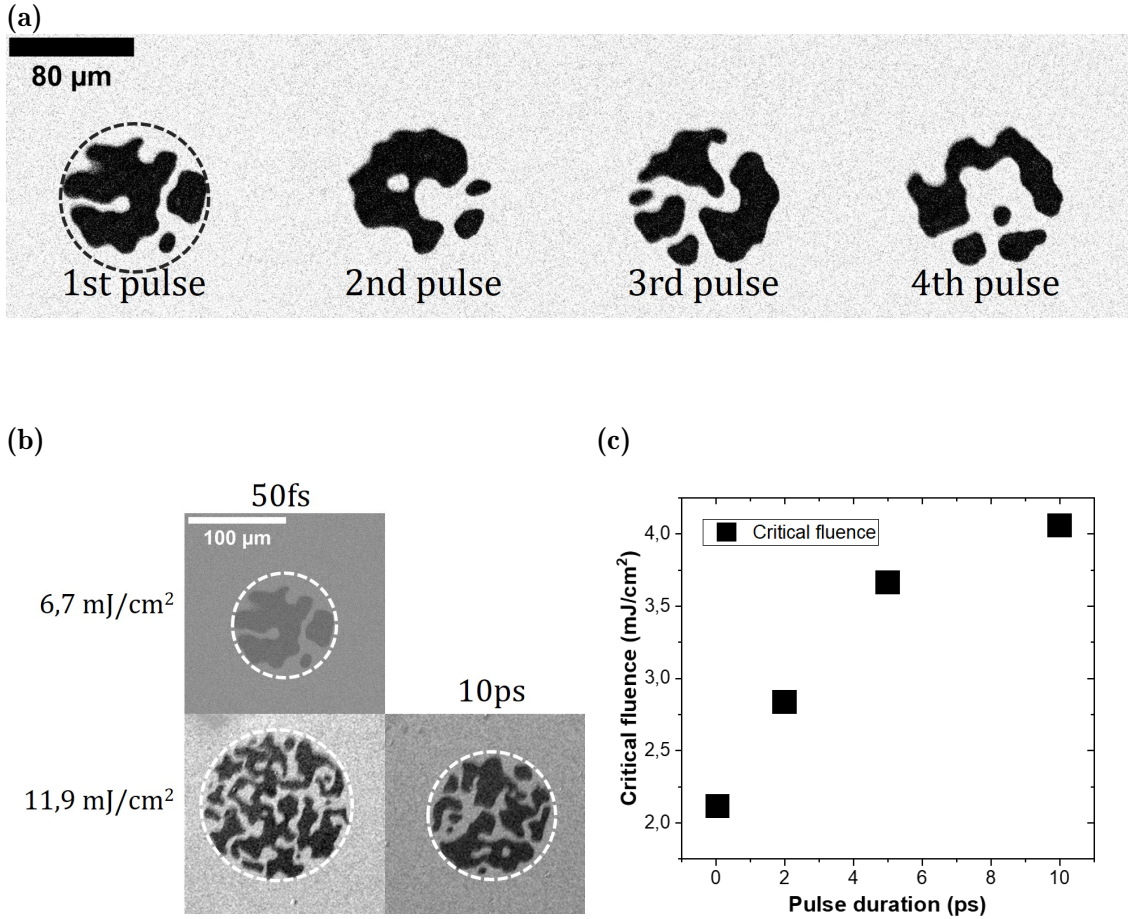 (a)
80 µm
1st pulse
2nd pulse
3rd pulse
4th pulse
(b)
(c)
50fs
100 µm
6,7 mJ/cm²
10ps
11,9 mJ/cm²
Critical fluence
4,0
3,5
3,0
2,5
2,0
Critical fluence (mJ/cm²)
0 2 4 6 8 10
Pulse duration (ps)